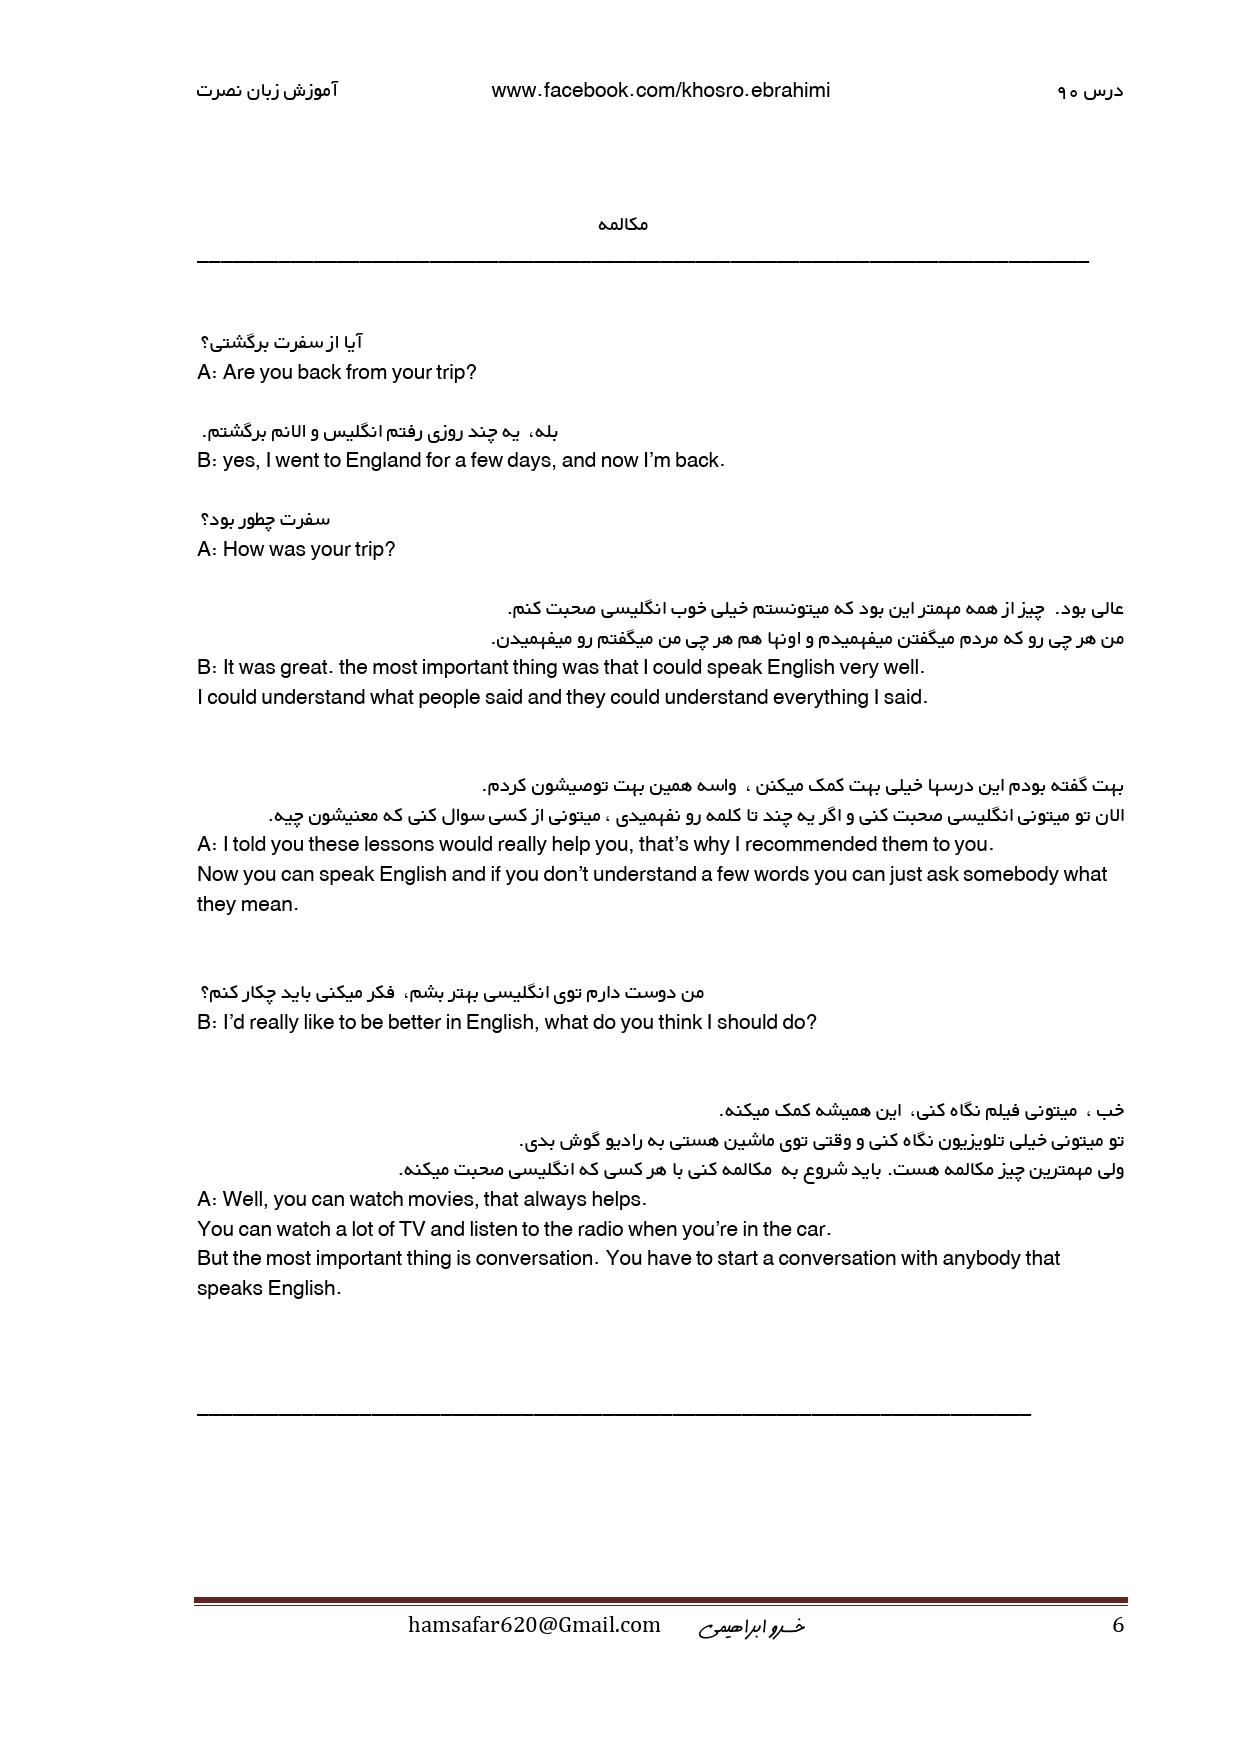 درس ۹۰ www.facebook.com/khosro.ebrahimi آموزش زبان نصرت
مکالمه
آیا از سفرت برگشتی؟
A: Are you back from your trip?
بله، یه چند روزی رفتم انگلیس و الانم برگشتم.
B: yes, I went to England for a few days, and now I’m back.
سفرت چطور بود؟
A: How was your trip?
عالی بود. چیز از همه مهمتر این بود که میتونستم خیلی خوب انگلیسی صحبت کنم.
من هر چی رو که مردم میگفتن میفهمیدم و اونها هم هر چی من میگفتم رو میفهمیدن.
B: It was great. the most important thing was that I could speak English very well.
I could understand what people said and they could understand everything I said.
بهت گفته بودم این درسها خیلی بهت کمک میکنن ، واسه همین بهت توصیشون کردم.
الان تو میتونی انگلیسی صحبت کنی و اگر یه چند تا کلمه رو نفهمیدی ، میتونی از کسی سوال کنی که معنیشون چیه.
A: I told you these lessons would really help you, that’s why I recommended them to you.
Now you can speak English and if you don’t understand a few words you can just ask somebody what
they mean.
من دوست دارم توی انگلیسی بهتر بشم، فکر میکنی باید چکار کنم؟
B: I’d really like to be better in English, what do you think I should do?
خب ، میتونی فیلم نگاه کنی، این همیشه کمک میکنه.
تو میتونی خیلی تلویزیون نگاه کنی و وقتی توی ماشین هستی به رادیو گوش بدی.
ولی مهمترین چیز مکالمه هست. باید شروع به مکالمه کنی با هر کسی که انگلیسی صحبت میکنه.
A: Well, you can watch movies, that always helps.
You can watch a lot of TV and listen to the radio when you’re in the car.
But the most important thing is conversation. You have to start a conversation with anybody that
speaks English.
hamsafar620@Gmail.com خسرو ابراهیمی 6